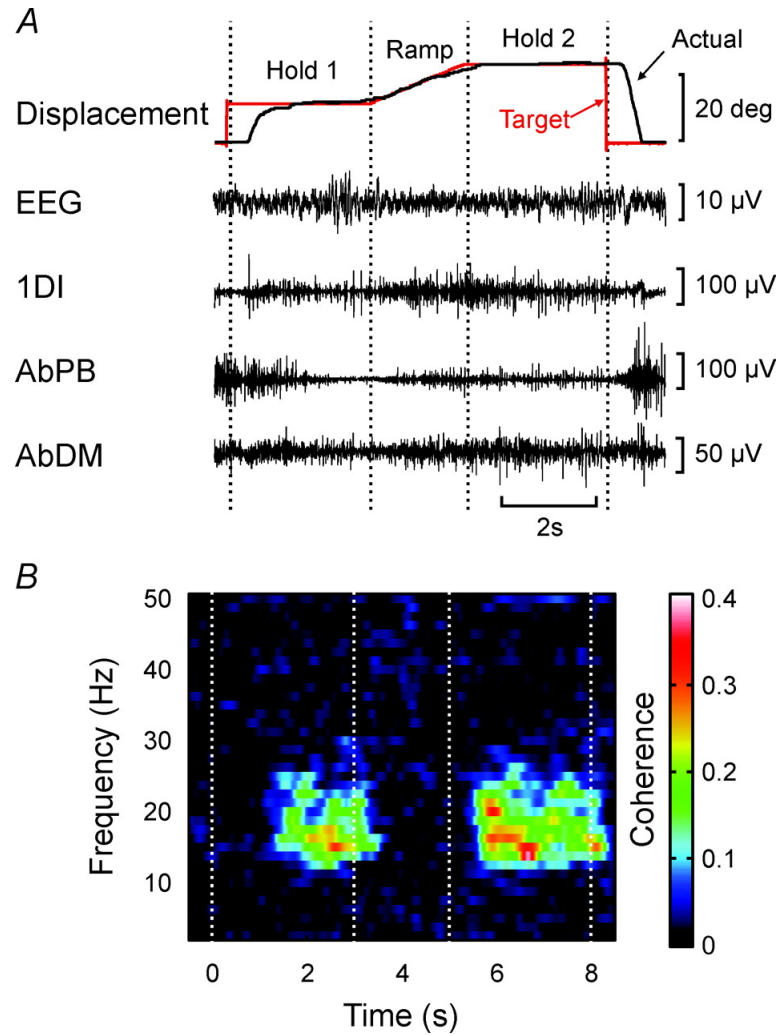 A
Hold 1
Ramp
Hold 2
Actual
Displacement
Target
20 deg
EEG
10 µV
1DI
100 µV
AbPB
100 µV
AbDM
50 µV
2s
B
50
40
30
20
10
Frequency (Hz)
0
2
4
6
8
Time (s)
0.4
0.3
0.2
0.1
0
Coherence